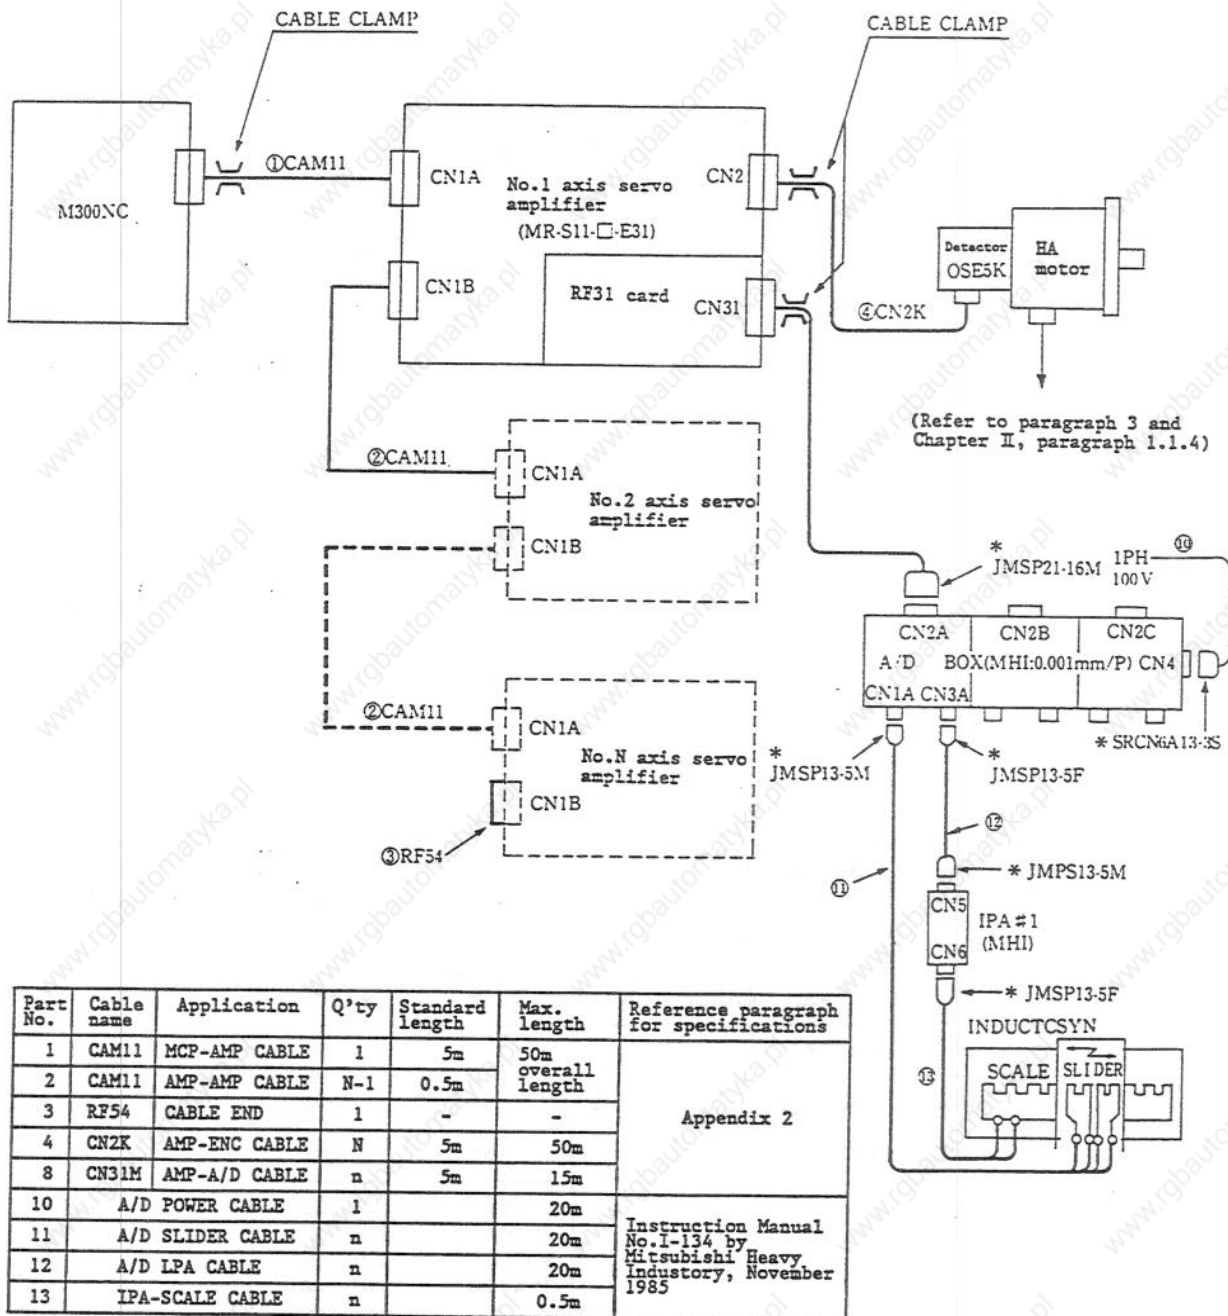 CABLE CLAMP
CABLE CLAMP
①CAM11
M300NC
CN1A
No.1 axis servo
amplifier
(MR-S11-□-E31)
CN2
CN1B
RF31 card
CN31
Detector
OSE5K
HA
motor
④CN2K
(Refer to paragraph 3 and
Chapter II, paragraph 1.1.4)
②CAM11
CN1A
No.2 axis servo
amplifier
CN1B
*
JMSP21-16M
1PH
100V
⑩
CN2A
CN2B
CN2C
A/D BOX(MHI:0.001mm/P) CN4
CN1A CN3A
②CAM11
CN1A
No.N axis servo
amplifier
CN1B
③RF54
*
JMSP13-5M
*
JMSP13-5F
* SRCN6A13-3S
⑫
⑪
* JMPS13-5M
CN5
CN6
IPA #1
(MHI)
* JMSP13-5F
INDUCTCSYN
⑬
SCALE
SLIDER
Part No. Cable name Application Q'ty Standard length Max. length Reference paragraph for specifications
1 CAM11 MCP-AMP CABLE 1 5m 50m overall length
2 CAM11 AMP-AMP CABLE N-1 0.5m
3 RF54 CABLE END 1 - - Appendix 2
4 CN2K AMP-ENC CABLE N 5m 50m
8 CN31M AMP-A/D CABLE n 5m 15m
10 A/D POWER CABLE 1 20m
11 A/D SLIDER CABLE n 20m
12 A/D LPA CABLE n 20m
13 IPA-SCALE CABLE n 0.5m
Instruction Manual
No.I-134 by
Mitsubishi Heavy
Industory, November
1985
www.rgbautomatyka.pl